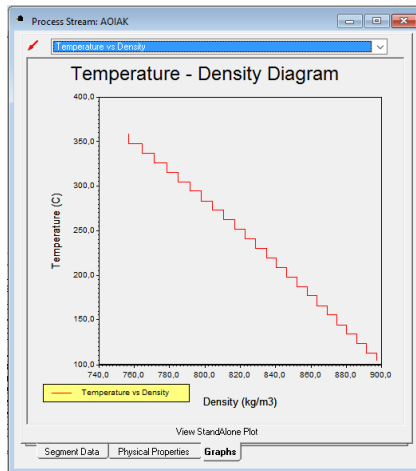 Process Stream: AOIAK
Temperature vs Density
Temperature - Density Diagram
400,0
350,0
300,0
250,0
200,0
150,0
100,0
Temperature (C)
740,0 760,0 780,0 800,0 820,0 840,0 860,0 880,0 900,0
Temperature vs Density
Density (kg/m3)
View StandAlone Plot
Segment Data Physical Properties Graphs